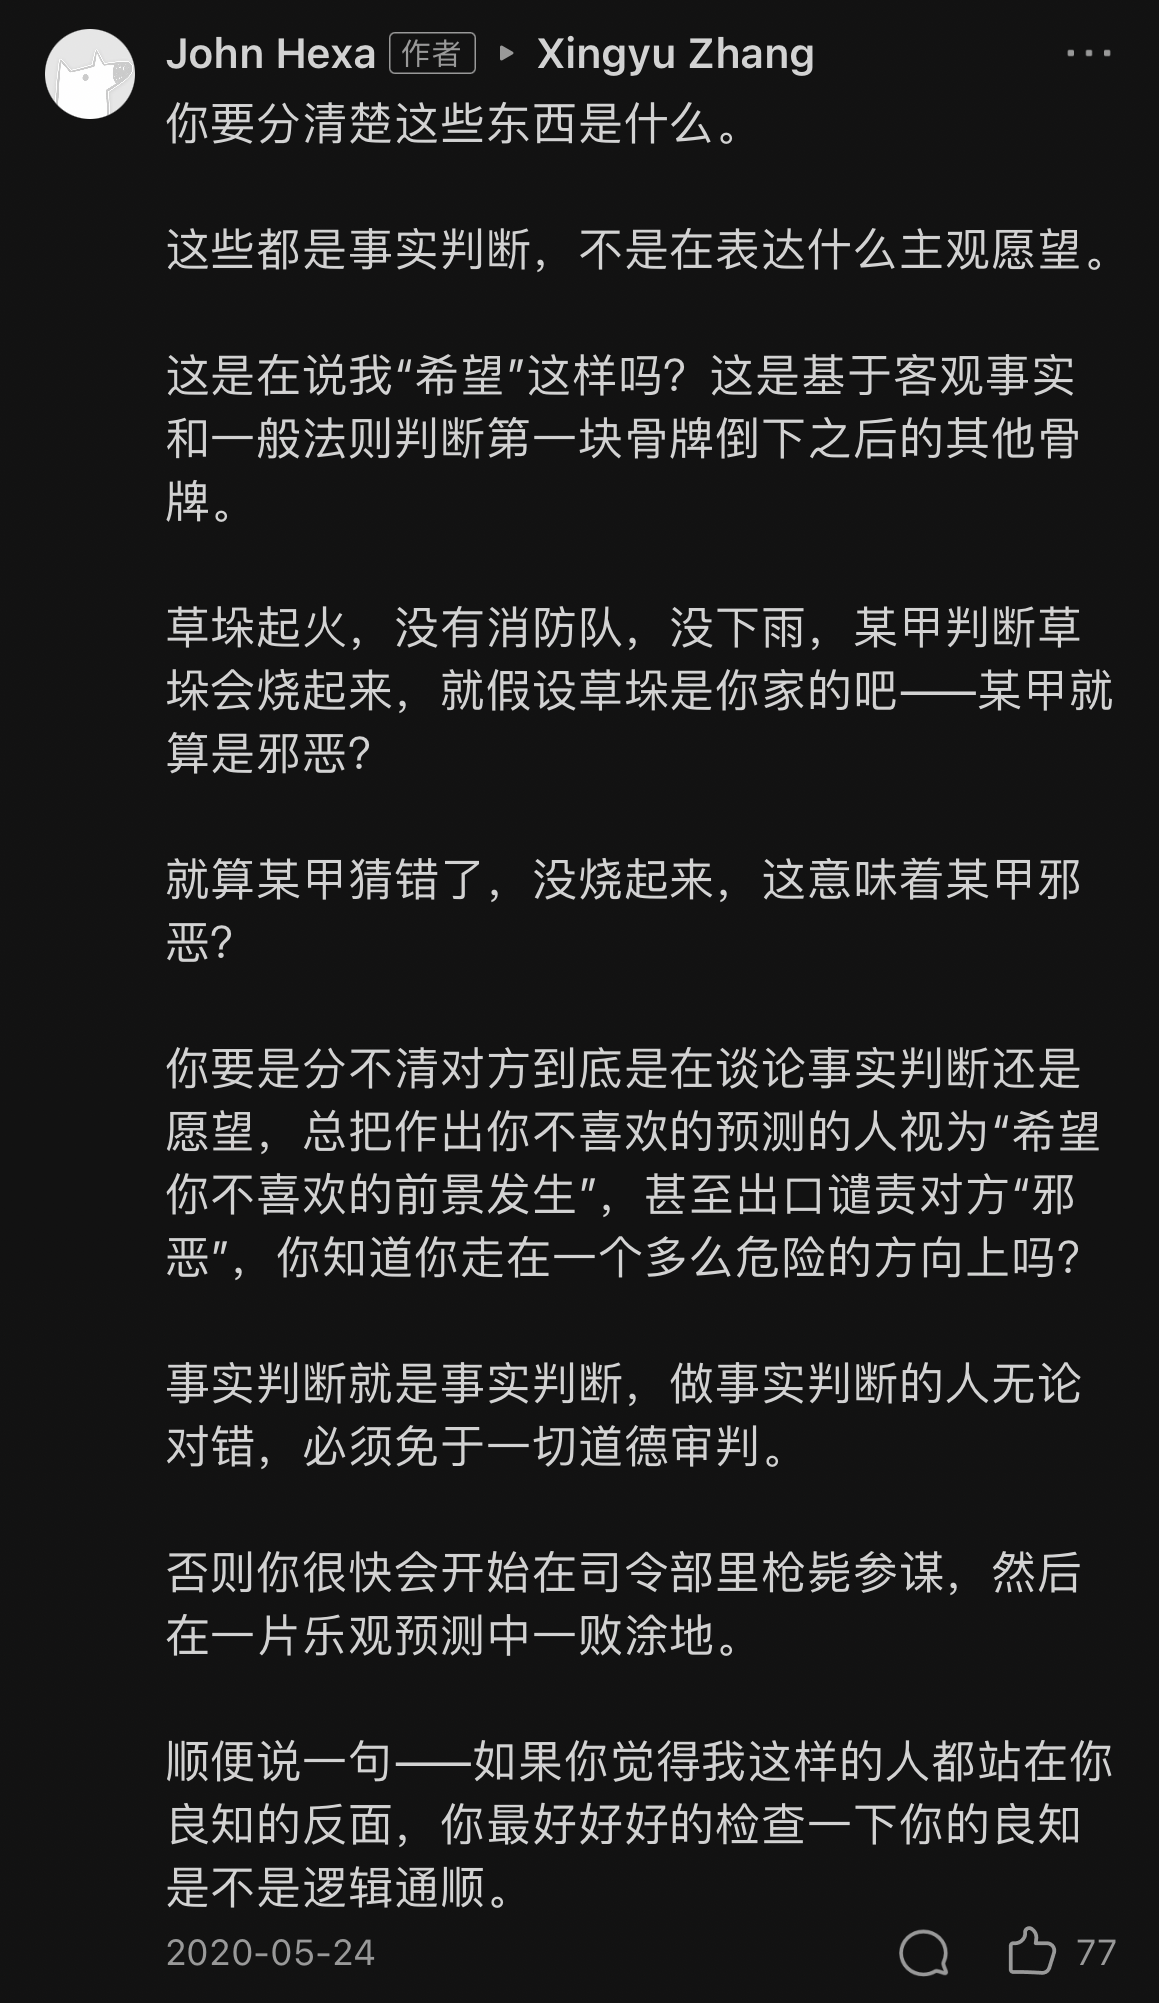 John Hexa 作者 ▸ Xingyu Zhang
你要分清楚这些东西是什么。
这些都是事实判断，不是在表达什么主观愿望。
这是在说我“希望”这样吗？这是基于客观事实
和一般法则判断第一块骨牌倒下之后的其他骨
牌。
草垛起火，没有消防队，没下雨，某甲判断草
垛会烧起来，就假设草垛是你家的吧——某甲就
算是邪恶？
就算某甲猜错了，没烧起来，这意味着某甲邪
恶？
你要是分不清对方到底是在谈论事实判断还是
愿望，总把作出你不喜欢的预测的人视为“希望
你不喜欢的前景发生”，甚至出口谴责对方“邪
恶”，你知道你走在一个多么危险的方向上吗？
事实判断就是事实判断，做事实判断的人无论
对错，必须免于一切道德审判。
否则你很快会开始在司令部里枪毙参谋，然后
在一片乐观预测中一败涂地。
顺便说一句——如果你觉得我这样的人都站在你
良知的反面，你最好好好的检查一下你的良知
是不是逻辑通顺。
2020-05-24 77